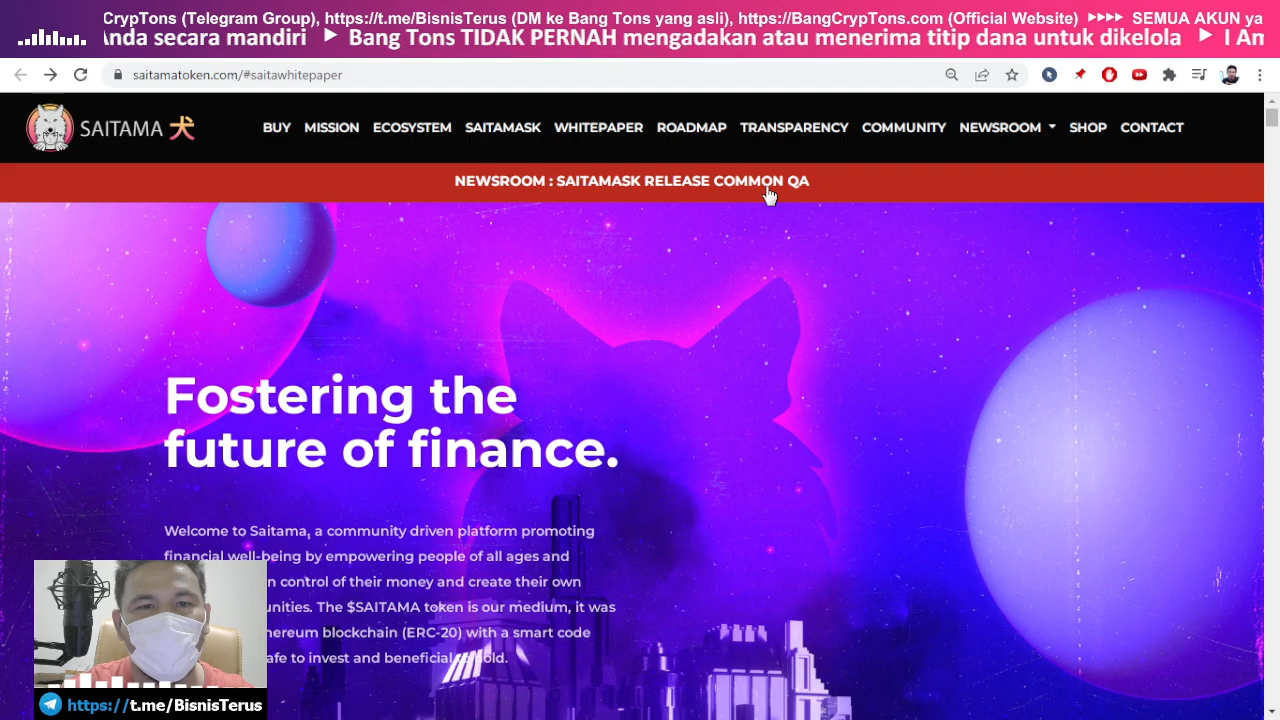 CrypTons (Telegram Group), https://t.me/BisnisTerus (DM ke Bang Tons yang asli), https://BangCrypTons.com (Official Website) ▸▸▸▸ SEMUA AKUN ya
Anda secara mandiri ▶ Bang Tons TIDAK PERNAH mengadakan atau menerima titip dana untuk dikelola ▶ I Am
saitamatoken.com/#saitawhitepaper
SAITAMA 犬 BUY MISSION ECOSYSTEM SAITAMASK WHITEPAPER ROADMAP TRANSPARENCY COMMUNITY NEWSROOM SHOP CONTACT
NEWSROOM : SAITAMASK RELEASE COMMON QA
Fostering the
future of finance.
Welcome to Saitama, a community driven platform promoting
financial well-being by empowering people of all ages and
n control of their money and create their own
unities. The $SAITAMA token is our medium, it was
hereum blockchain (ERC-20) with a smart code
afe to invest and beneficial to hold.
https://t.me/BisnisTerus